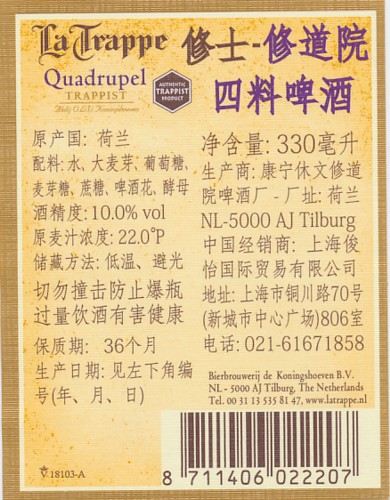 La Trappe
Quadrupel
TRAPPIST
AUTHENTIC
TRAPPIST
PRODUCT
修士-修道院
四料啤酒
原产国: 荷兰
配料: 水、大麦芽、葡萄糖、
麦芽糖、蔗糖、啤酒花、酵母
酒精度: 10.0% vol
原麦汁浓度: 22.0°P
储藏方法: 低温、避光
切勿撞击防止爆瓶
过量饮酒有害健康
保质期: 36个月
生产日期: 见左下角编
号(年、月、日)
V 18103-A
净含量: 330毫升
生产商: 康宁休文修道
院啤酒厂 - 厂址: 荷兰
NL-5000 AJ Tilburg
中国经销商: 上海俊
怡国际贸易有限公司
地址: 上海市铜川路70号
(新城市中心广场)806室
电话: 021-61671858
Bierbrouwerij de Koningshoeven B.V.
NL - 5000 AJ Tilburg, The Netherlands
Tel. 00 31 13 535 81 47, www.latrappe.nl
8 711406 022207